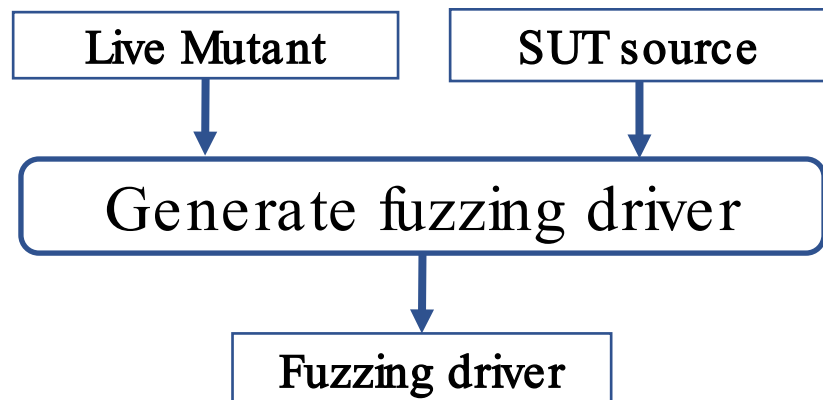 Live Mutant
SUT source
Generate fuzzing driver
Fuzzing driver